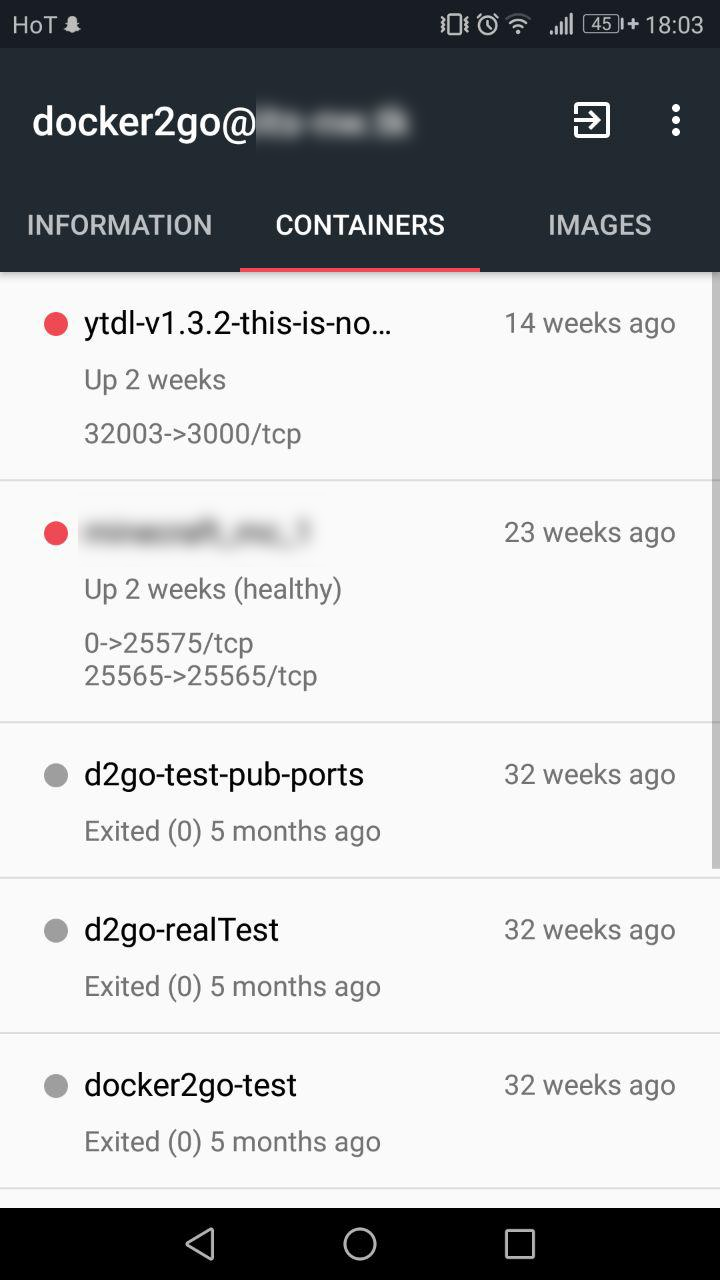 HoT 45 18:03
docker2go@
INFORMATION CONTAINERS IMAGES
ytdl-v1.3.2-this-is-no... 14 weeks ago
Up 2 weeks
32003->3000/tcp
23 weeks ago
Up 2 weeks (healthy)
0->25575/tcp
25565->25565/tcp
d2go-test-pub-ports 32 weeks ago
Exited (0) 5 months ago
d2go-realTest 32 weeks ago
Exited (0) 5 months ago
docker2go-test 32 weeks ago
Exited (0) 5 months ago